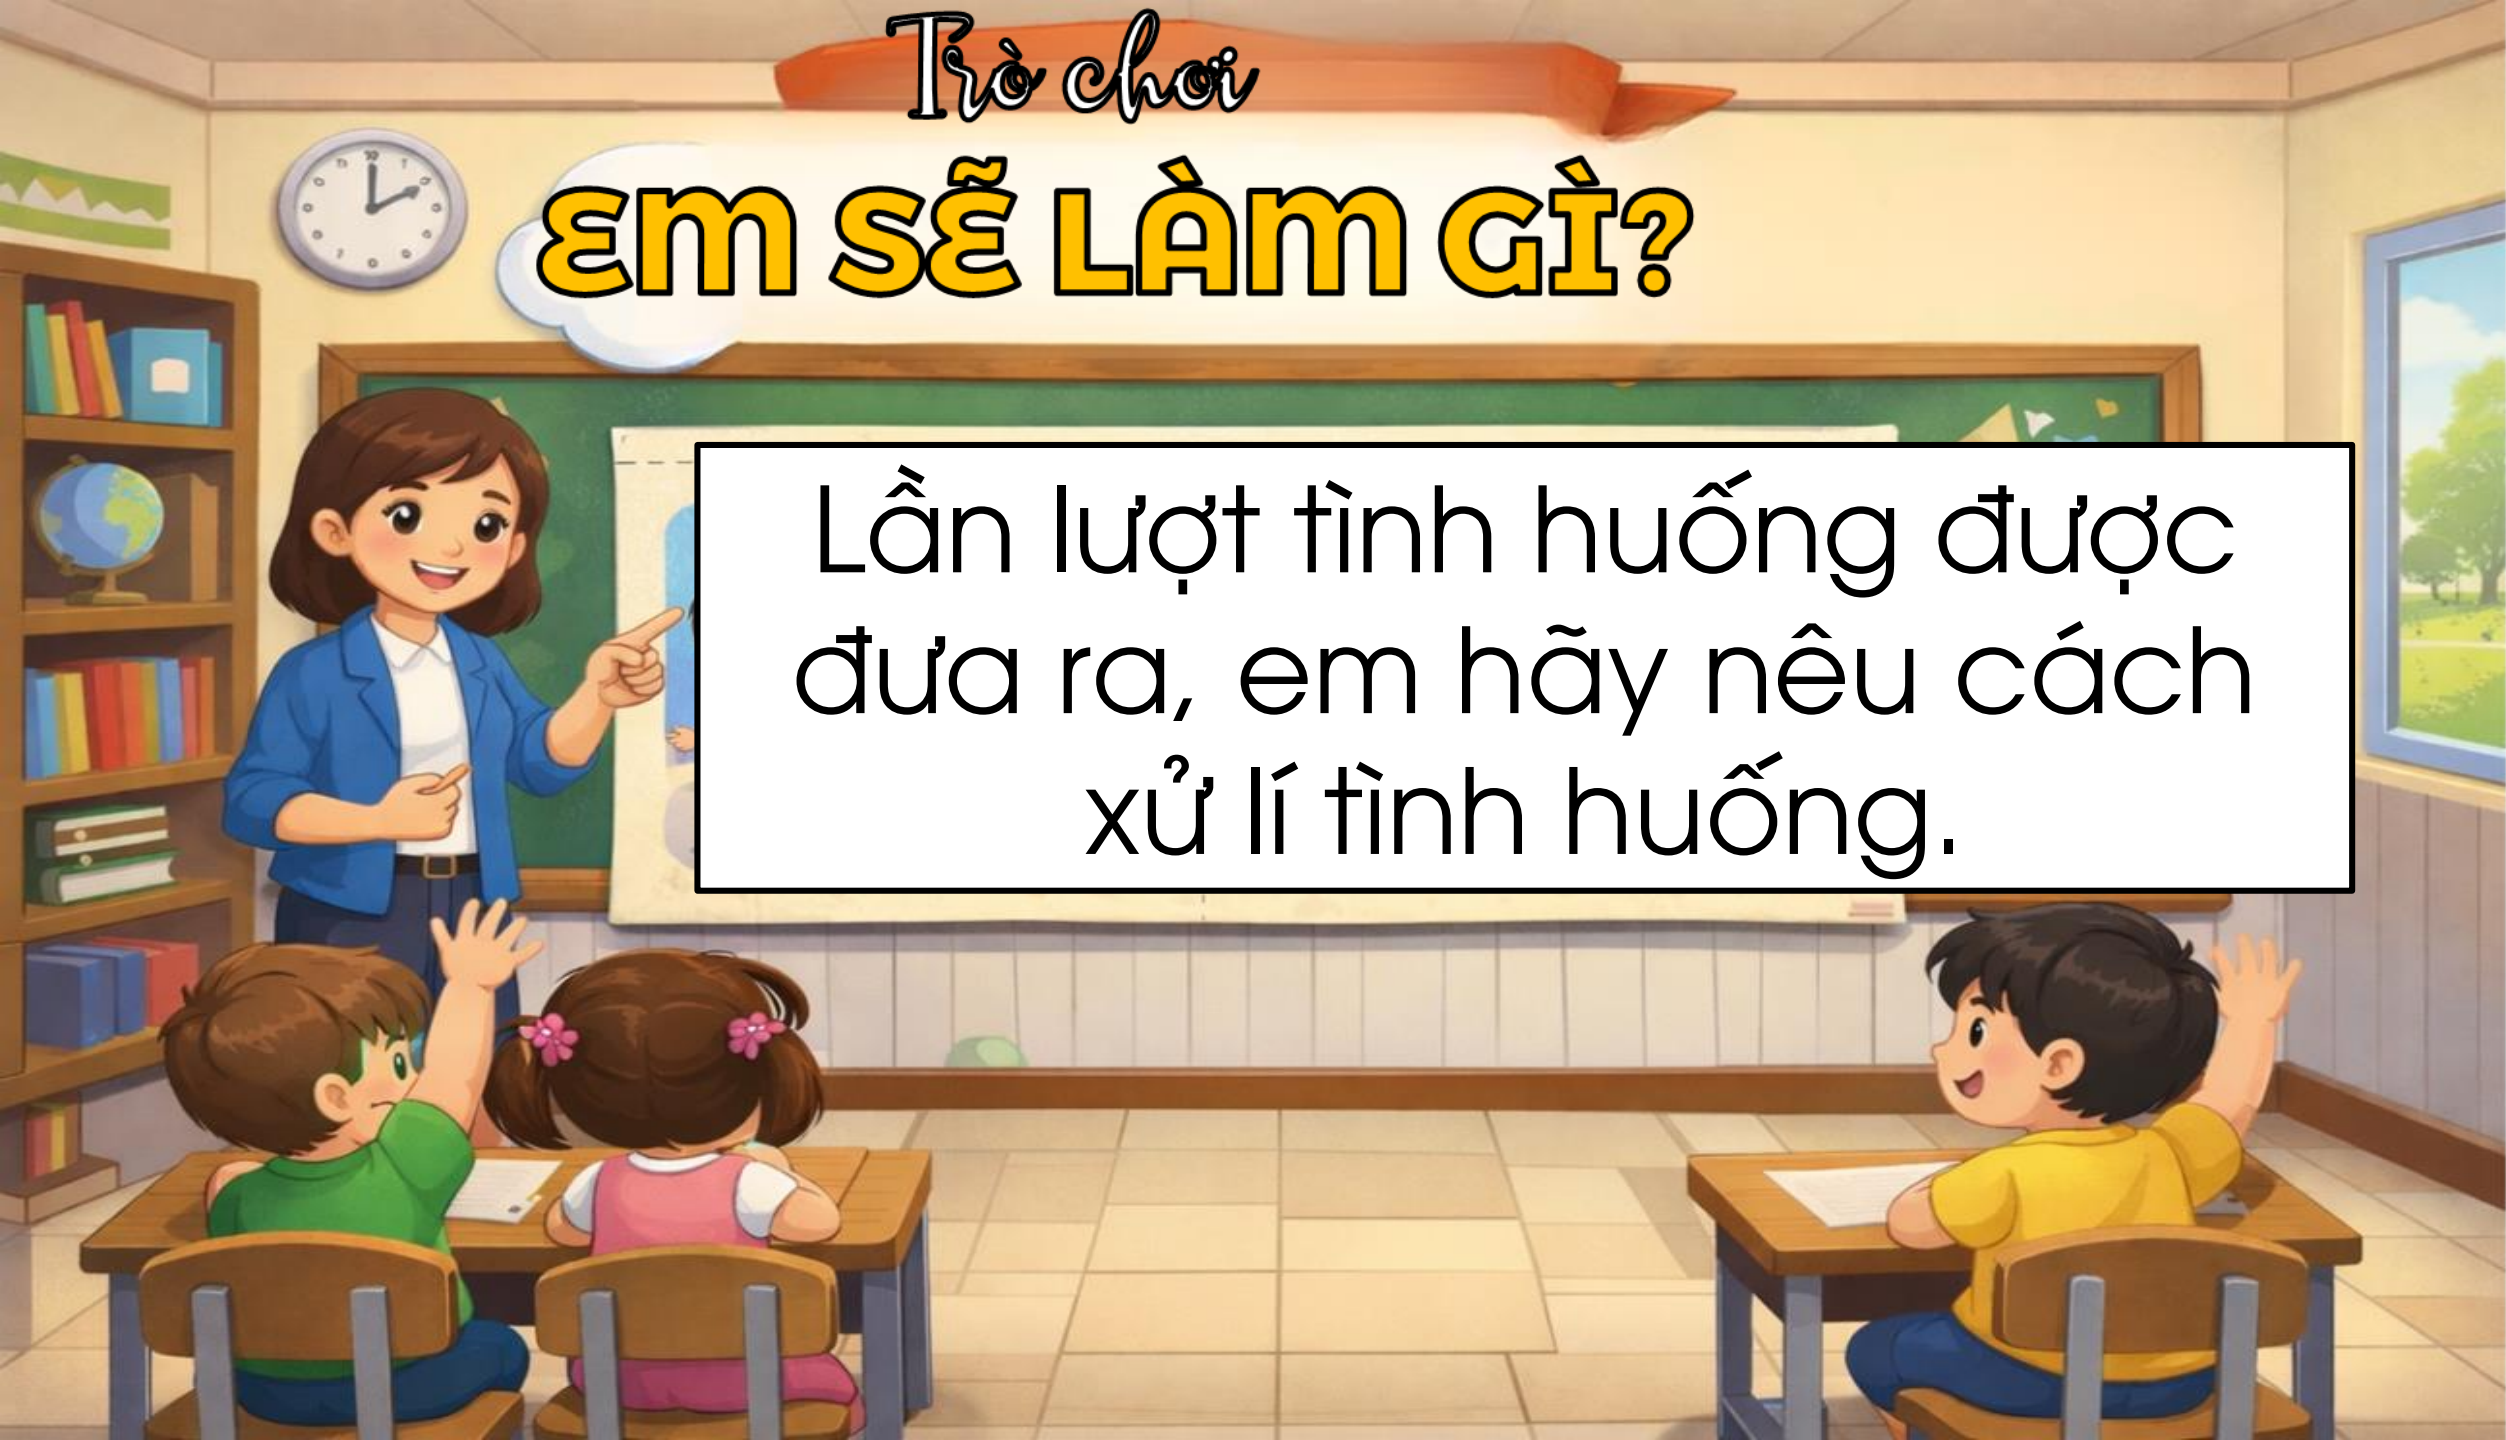 Trò chơi
EM SẼ LÀM GÌ?
Lần lượt tình huống được
đưa ra, em hãy nêu cách
xử lí tình huống.